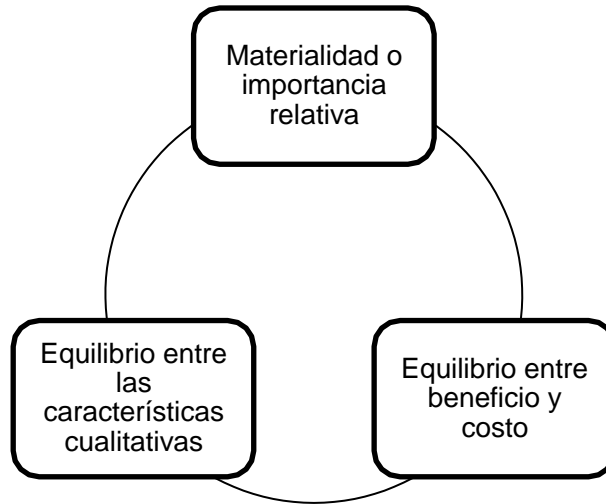 Materialidad o
importancia
relativa
Equilibrio entre
las
características
cualitativas
Equilibrio entre
beneficio y
costo